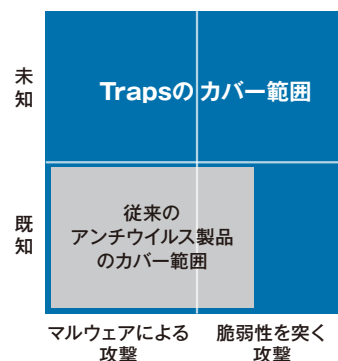 未知
Trapsのカバー範囲
既知
従来の
アンチウイルス製品
のカバー範囲
マルウェアによる
攻撃
脆弱性を突く
攻撃